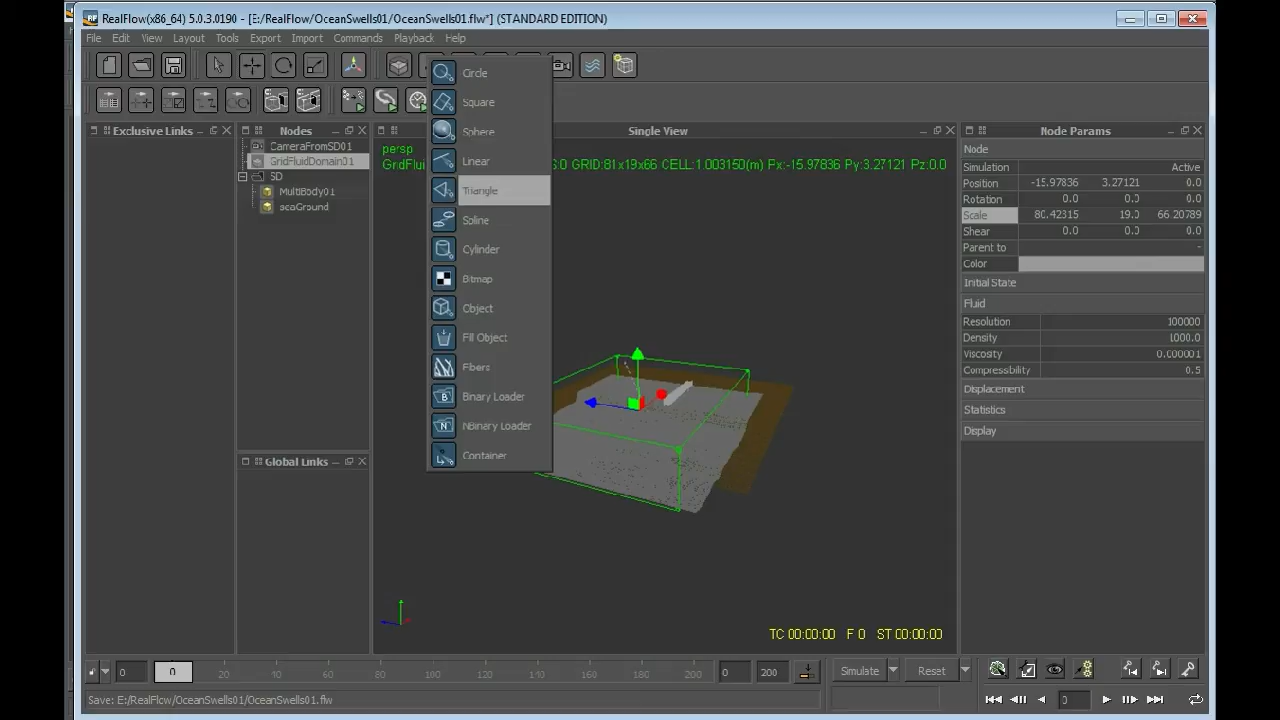 RealFlow(x86_64) 5.0.3.0190 - [E:/RealFlow/OceanSwells01/OceanSwells01.flw*] (STANDARD EDITION)
File Edit View Layout Tools Export Import Commands Playback Help
Exclusive Links
Nodes
CameraFromSD01
GridFluidDomain01
SD
MultiBody01
seaGround
Global Links
Circle
Square
Sphere
Linear
Triangle
Spline
Cylinder
Bitmap
Object
Fill Object
Fibers
Binary Loader
NBinary Loader
Container
Single View
persp
GridFlui
6.0 GRID:81x19x66 CELL:1.003150(m) Px:-15.97836 Py:3.27121 Pz:0.0
TC 00:00:00 F 0 ST 00:00:00
Node Params
Node
Simulation Active
Position -15.97836 3.27121 0.0
Rotation 0.0 0.0 0.0
Scale 80.42315 19.0 66.20789
Shear 0.0 0.0 0.0
Parent to -
Color
Initial State
Fluid
Resolution 100000
Density 1000.0
Viscosity 0.000001
Compressibility 0.5
Displacement
Statistics
Display
0 0 20 40 60 80 100 120 140 160 180 200 0 200
Simulate Reset
0
Save: E:/RealFlow/OceanSwells01/OceanSwells01.flw